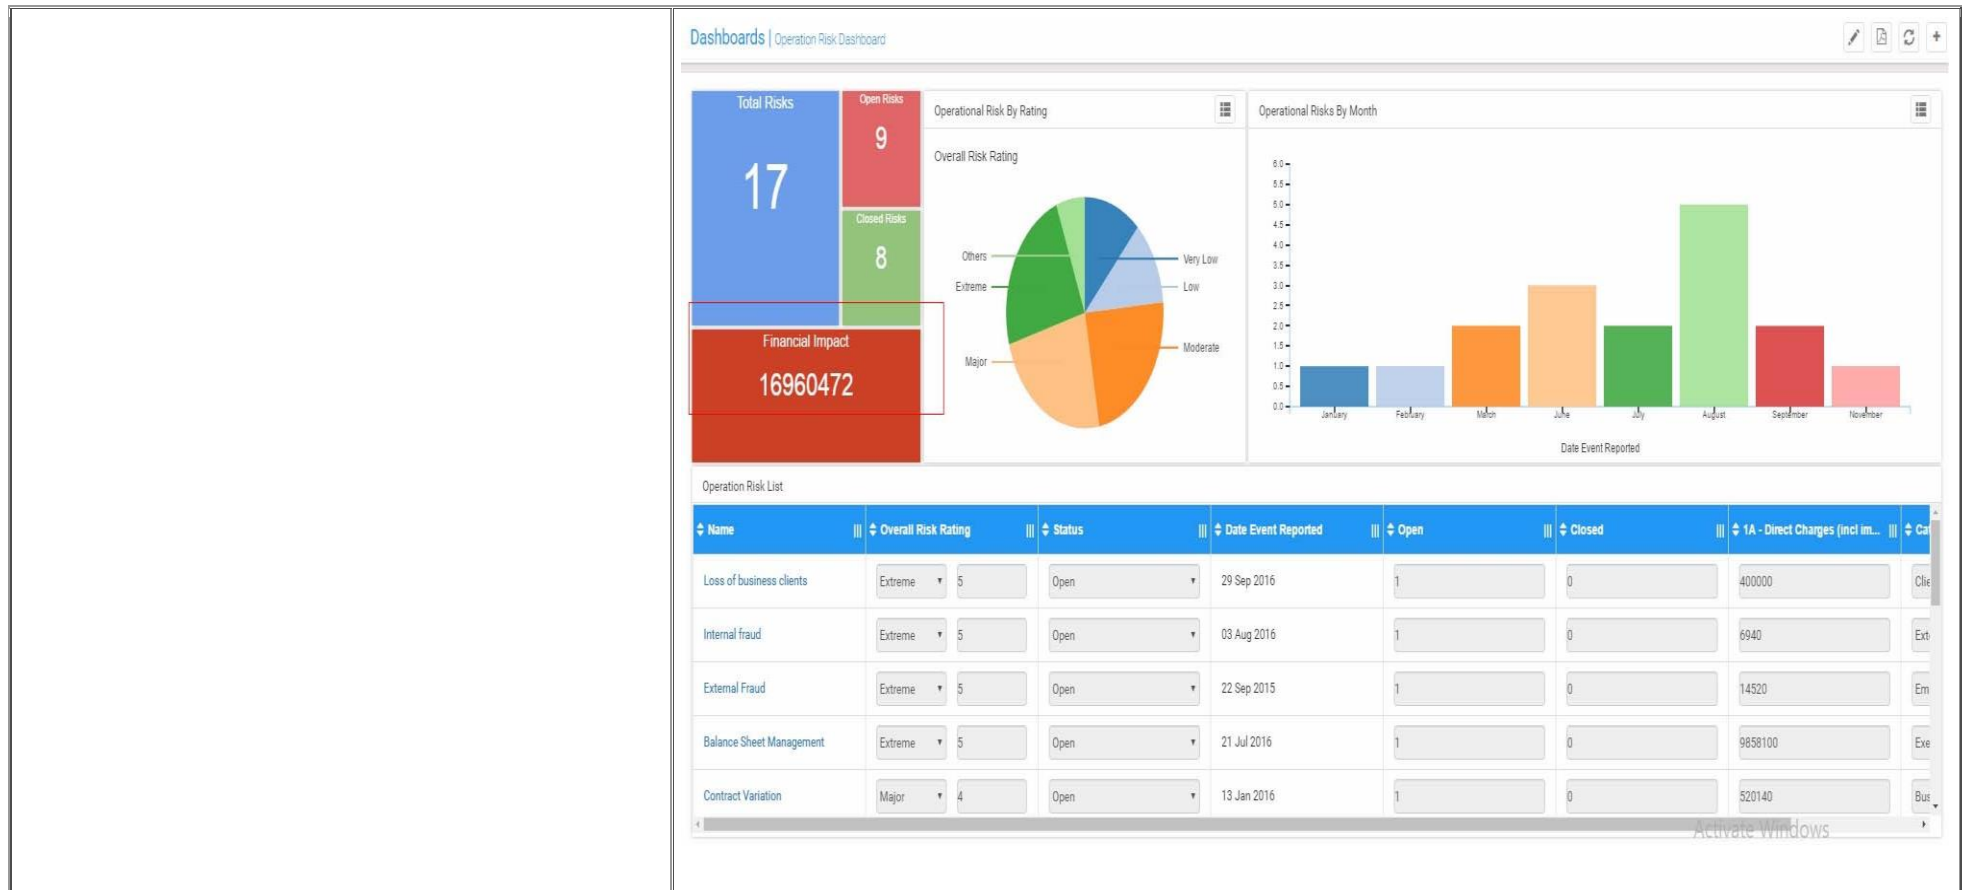 Dashboards | Operation Risk Dashboard
Total Risks
17
Open Risks
9
Closed Risks
8
Financial Impact
16960472
Operational Risk By Rating
Overall Risk Rating
Others
Extreme
Major
Very Low
Low
Moderate
Operational Risks By Month
6.0
5.5
5.0
4.5
4.0
3.5
3.0
2.5
2.0
1.5
1.0
0.5
0.0
January February March June July August September November
Date Event Reported
Operation Risk List
Name Overall Risk Rating Status Date Event Reported Open Closed 1A - Direct Charges (incl im... Cat
Loss of business clients Extreme 5 Open 29 Sep 2016 1 0 400000 Clie
Internal fraud Extreme 5 Open 03 Aug 2016 1 0 6940 Ext
External Fraud Extreme 5 Open 22 Sep 2015 1 0 14520 Em
Balance Sheet Management Extreme 5 Open 21 Jul 2016 1 0 9858100 Exe
Contract Variation Major 4 Open 13 Jan 2016 1 0 520140 Bus
Activate Windows